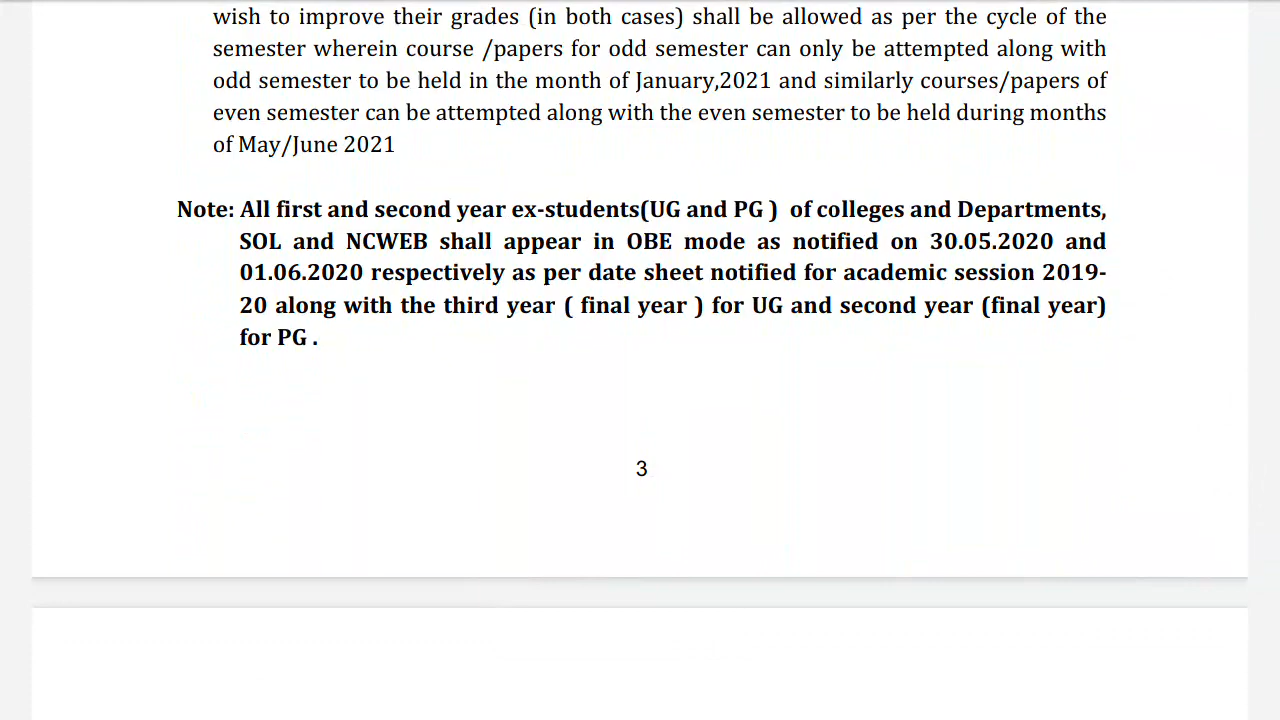 wish to improve their grades (in both cases) shall be allowed as per the cycle of the
semester wherein course /papers for odd semester can only be attempted along with
odd semester to be held in the month of January,2021 and similarly courses/papers of
even semester can be attempted along with the even semester to be held during months
of May/June 2021
Note: All first and second year ex-students(UG and PG ) of colleges and Departments,
SOL and NCWEB shall appear in OBE mode as notified on 30.05.2020 and
01.06.2020 respectively as per date sheet notified for academic session 2019-
20 along with the third year ( final year ) for UG and second year (final year)
for PG .
3